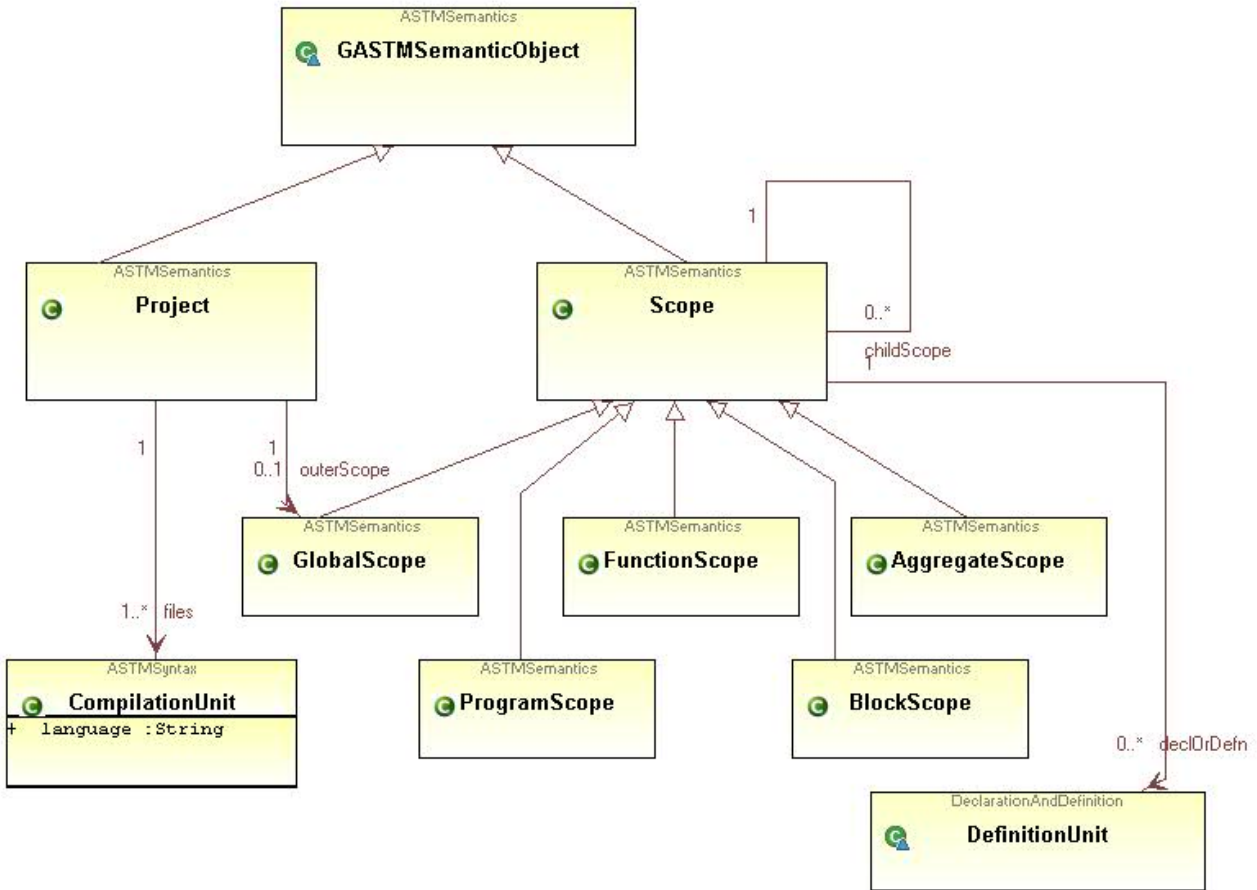 ASTMSemantics
GASTMSemanticObject
ASTMSemantics
Project
ASTMSemantics
Scope
1
0..*
childScope
1
1
1
0..1 outerScope
ASTMSemantics
GlobalScope
ASTMSemantics
FunctionScope
ASTMSemantics
AggregateScope
1..* files
ASTMSyntax
CompilationUnit
+ language :String
ASTMSemantics
ProgramScope
ASTMSemantics
BlockScope
0..* declOrDefn
DeclarationAndDefinition
DefinitionUnit